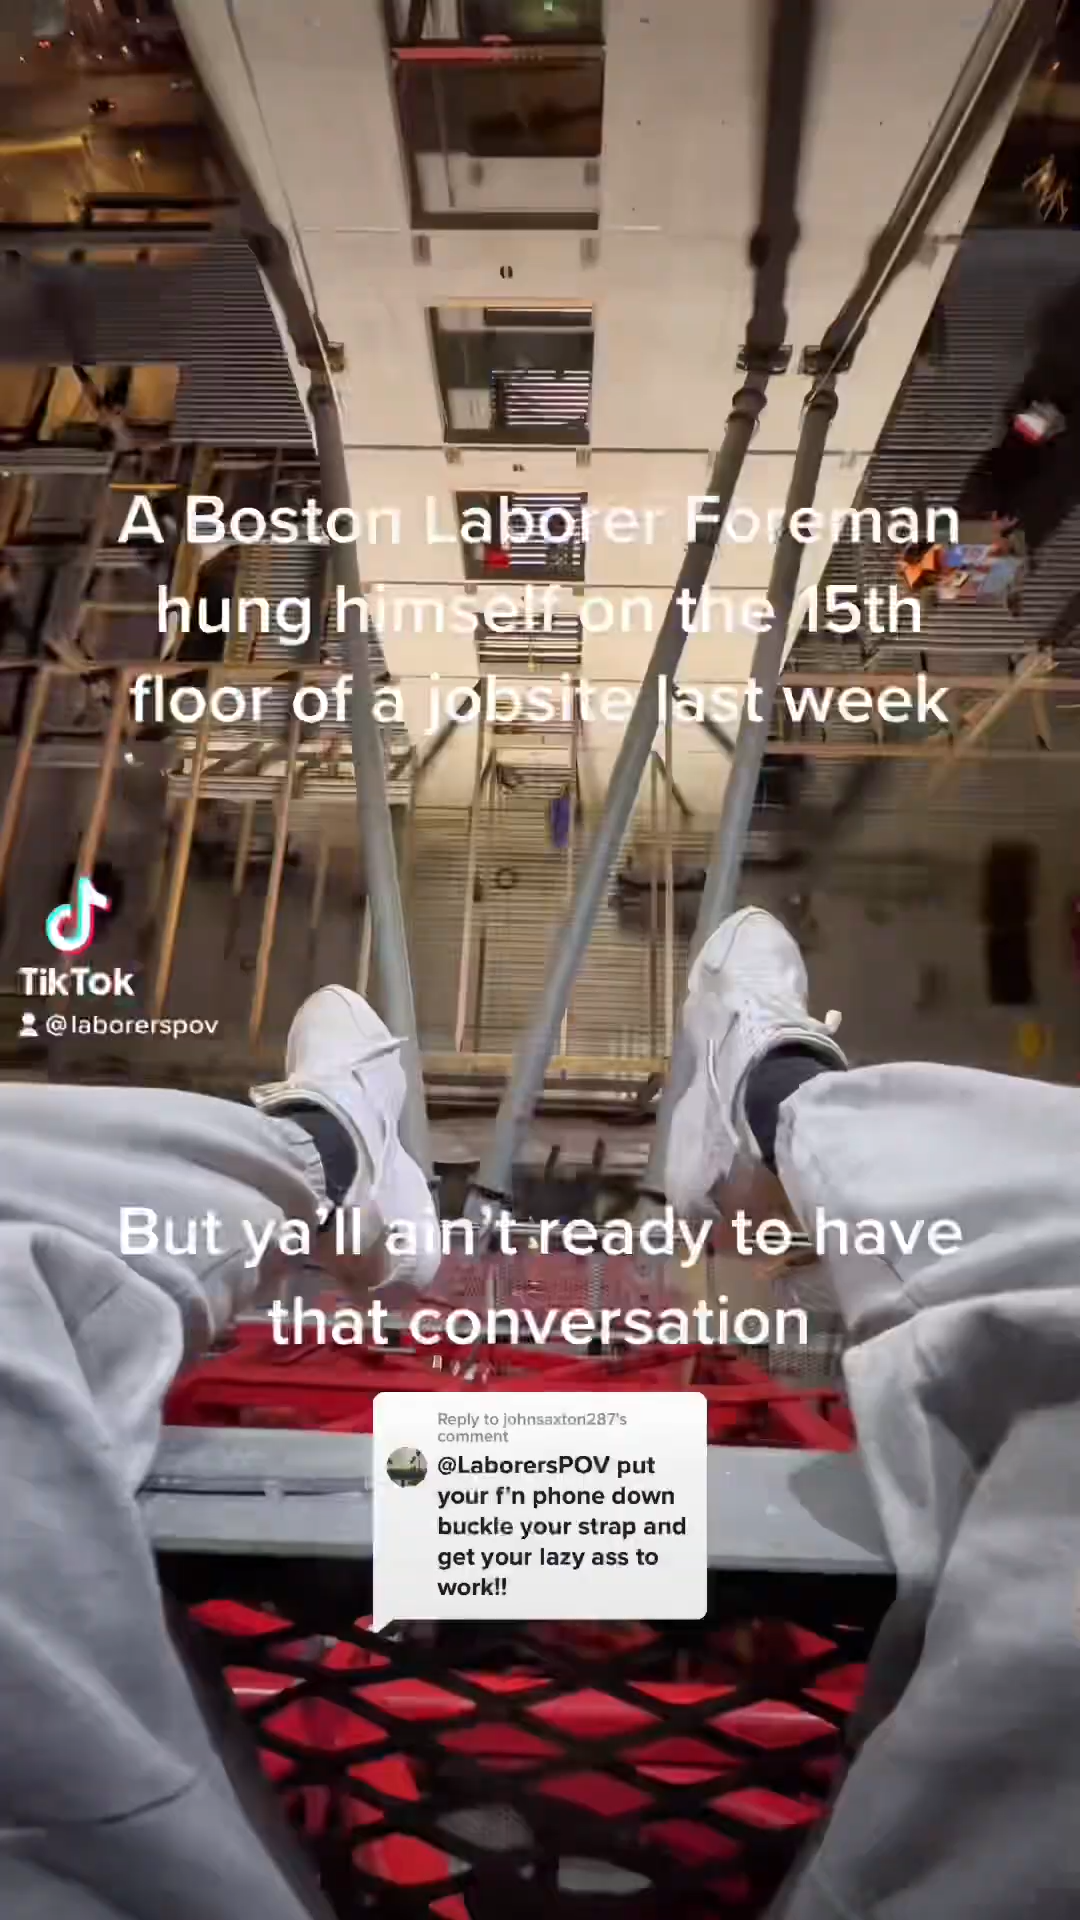 A Boston Laborer Foreman
hung himself on the 15th
floor of a jobsite last week
TikTok
@laborerspov
But ya'll ain't ready to have
that conversation
Reply to johnsaxton287's
comment
@LaborersPOV put
your f'n phone down
buckle your strap and
get your lazy ass to
work!!